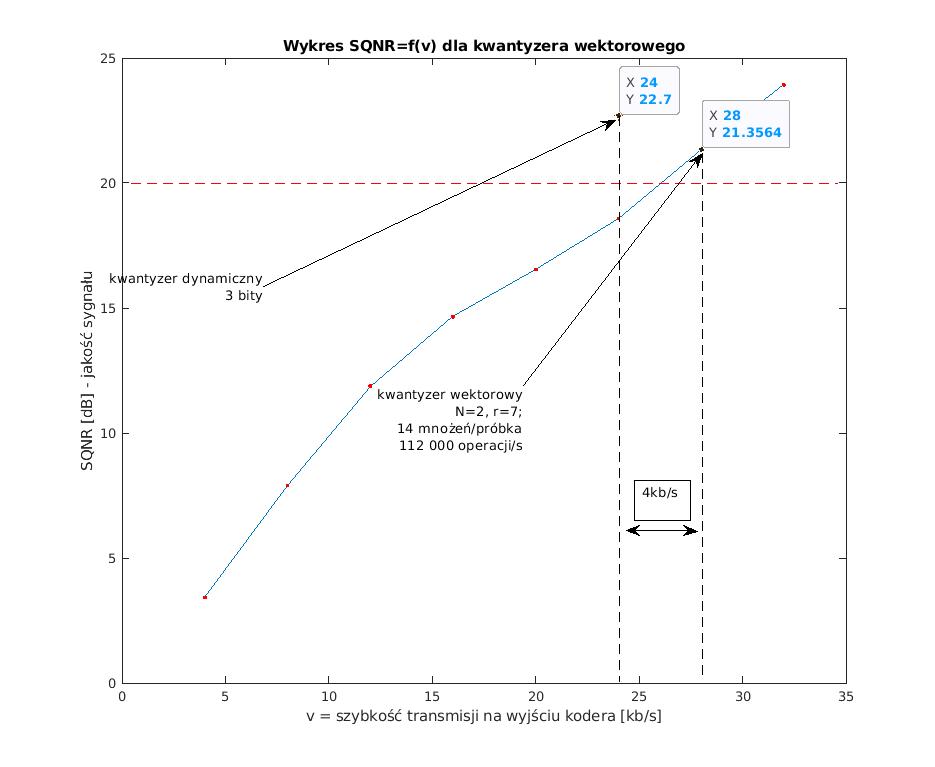 Wykres SQNR=f(v) dla kwantyzera wektorowego
25
20
15
10
5
0
SQNR [dB] - jakość sygnału
X 24
Y 22.7
X 28
Y 21.3564
kwantyzer dynamiczny
3 bity
kwantyzer wektorowy
N=2, r=7;
14 mnożeń/próbka
112 000 operacji/s
4kb/s
0 5 10 15 20 25 30 35
v = szybkość transmisji na wyjściu kodera [kb/s]